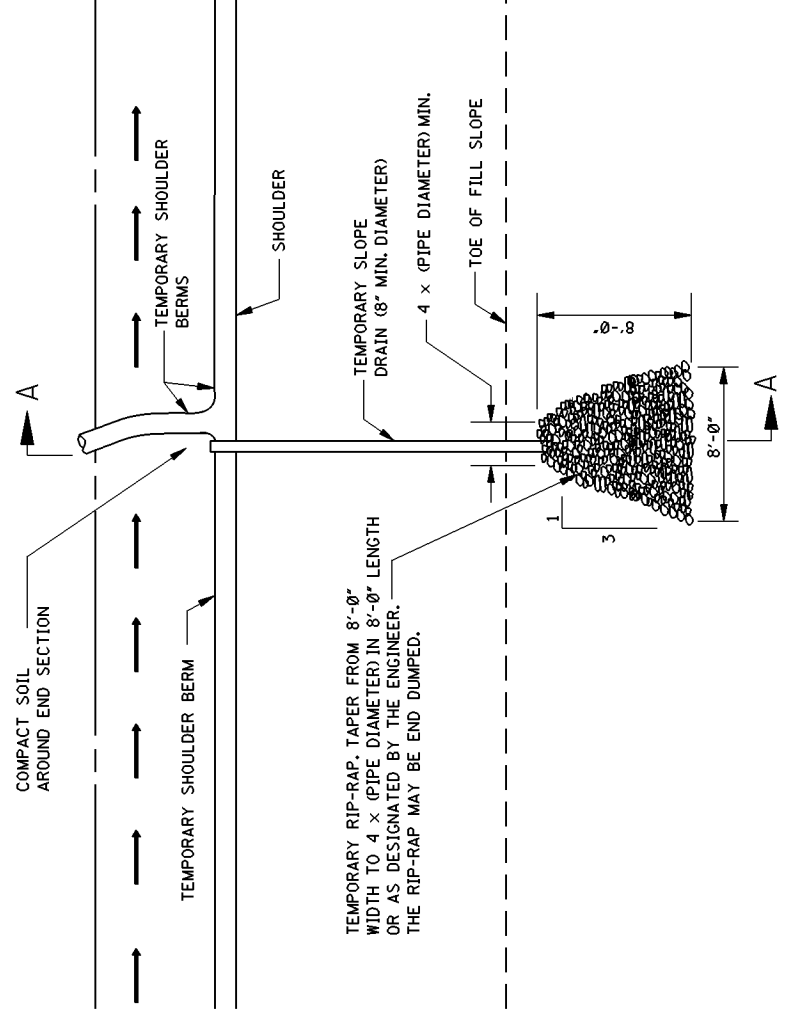 COMPACT SOIL
AROUND END SECTION
A
TEMPORARY SHOULDER
BERMS
TEMPORARY SHOULDER BERM
SHOULDER
TEMPORARY SLOPE
DRAIN (8" MIN. DIAMETER)
4 × (PIPE DIAMETER) MIN.
TOE OF FILL SLOPE
TEMPORARY RIP-RAP. TAPER FROM 8'-0"
WIDTH TO 4 × (PIPE DIAMETER) IN 8'-0" LENGTH
OR AS DESIGNATED BY THE ENGINEER.
THE RIP-RAP MAY BE END DUMPED.
1
3
8'-0"
8'-0"
A